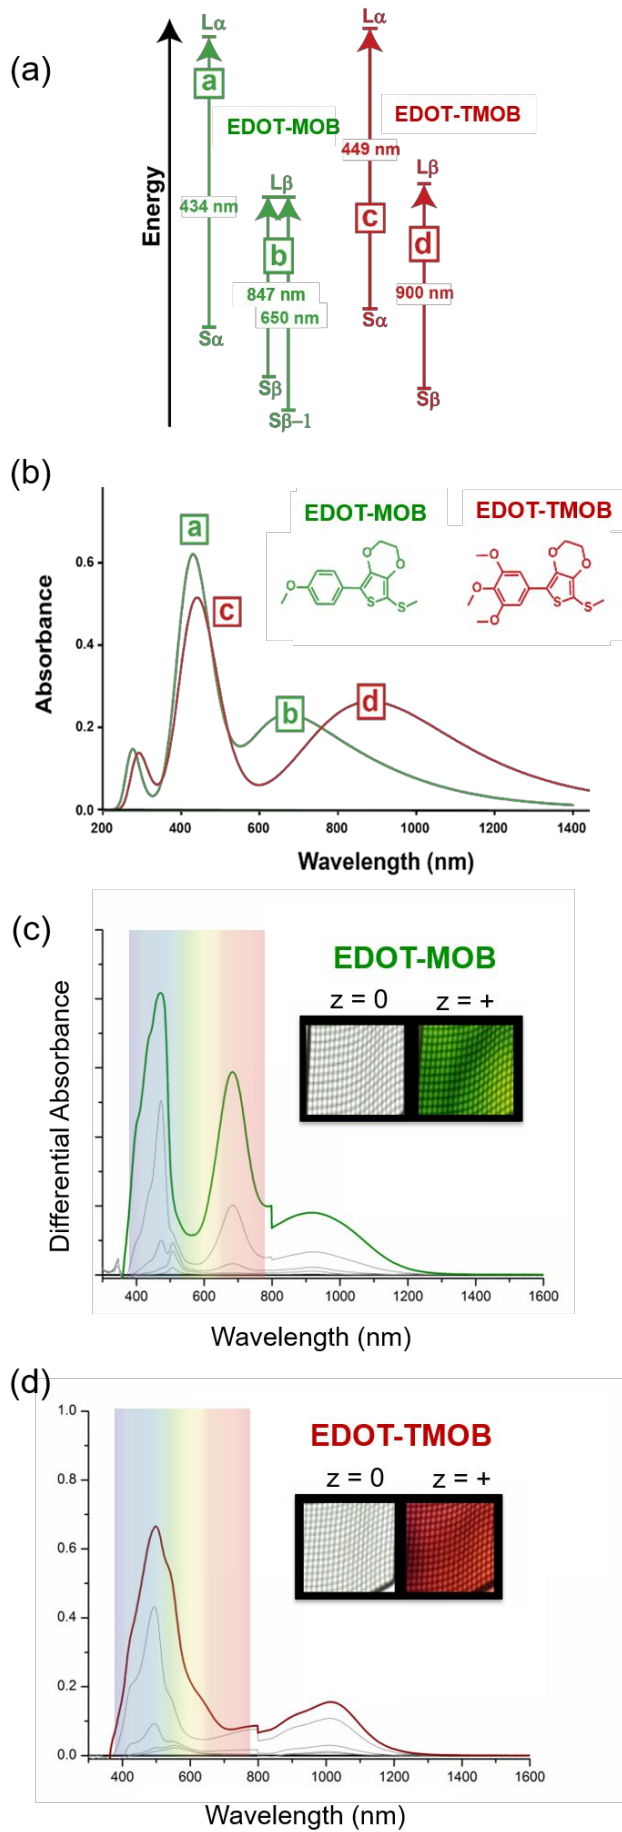 (a)
Energy
Lα
a
EDOT-MOB
434 nm
Sα
Lβ
b
847 nm
650 nm
Sβ
Sβ−1
Lα
EDOT-TMOB
449 nm
Lβ
c
d
900 nm
Sα
Sβ
(b)
Absorbance
0.6
0.4
0.2
0.0
a
c
b
d
EDOT-MOB
EDOT-TMOB
O
O
O
S
S
O
O
O
O
O
S
S
200 400 600 800 1000 1200 1400
Wavelength (nm)
(c)
Differential Absorbance
EDOT-MOB
z = 0 z = +
400 600 800 1000 1200 1400 1600
Wavelength (nm)
(d)
1.0
0.8
0.6
0.4
0.2
0.0
EDOT-TMOB
z = 0 z = +
400 600 800 1000 1200 1400 1600
Wavelength (nm)